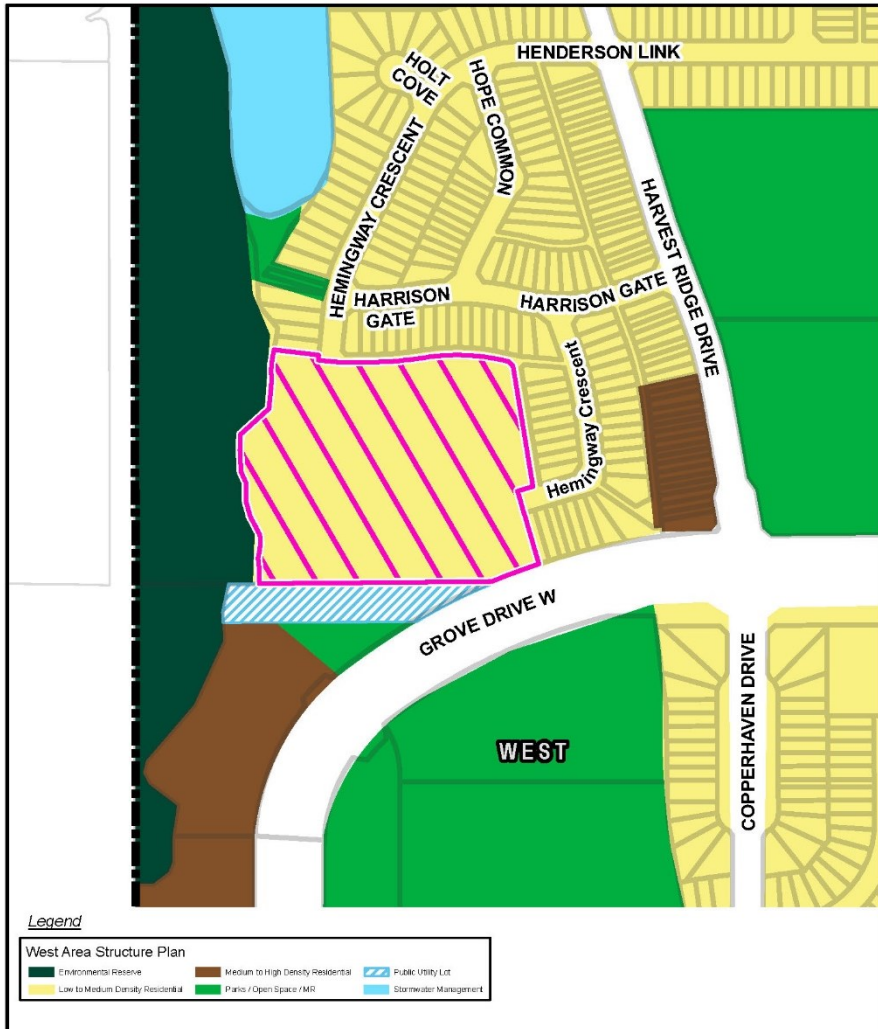 HENDERSON LINK
HOLT
COVE
HOPE COMMON
HEMINGWAY CRESCENT
HARVEST RIDGE DRIVE
HARRISON
GATE
HARRISON GATE
Hemingway Crescent
GROVE DRIVE W
WEST
COPPERHAVEN DRIVE
Legend
West Area Structure Plan
Environmental Reserve
Medium to High Density Residential
Public Utility Lot
Low to Medium Density Residential
Parks / Open Space / MR
Stormwater Management